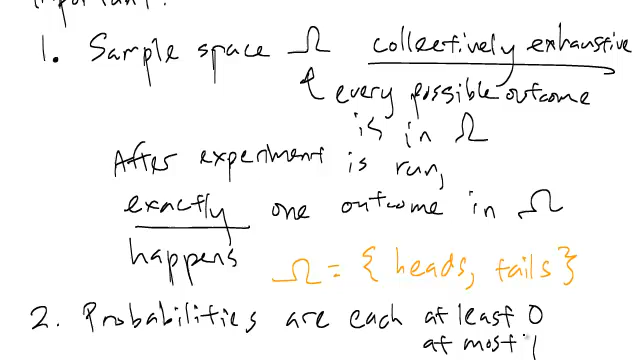 important?
1. Sample space Ω collectively exhaustive
every possible outcome
is in Ω
After experiment is run,
exactly one outcome in Ω
happens
Ω = { heads, tails }
2. Probabilities are each at least 0
at most 1